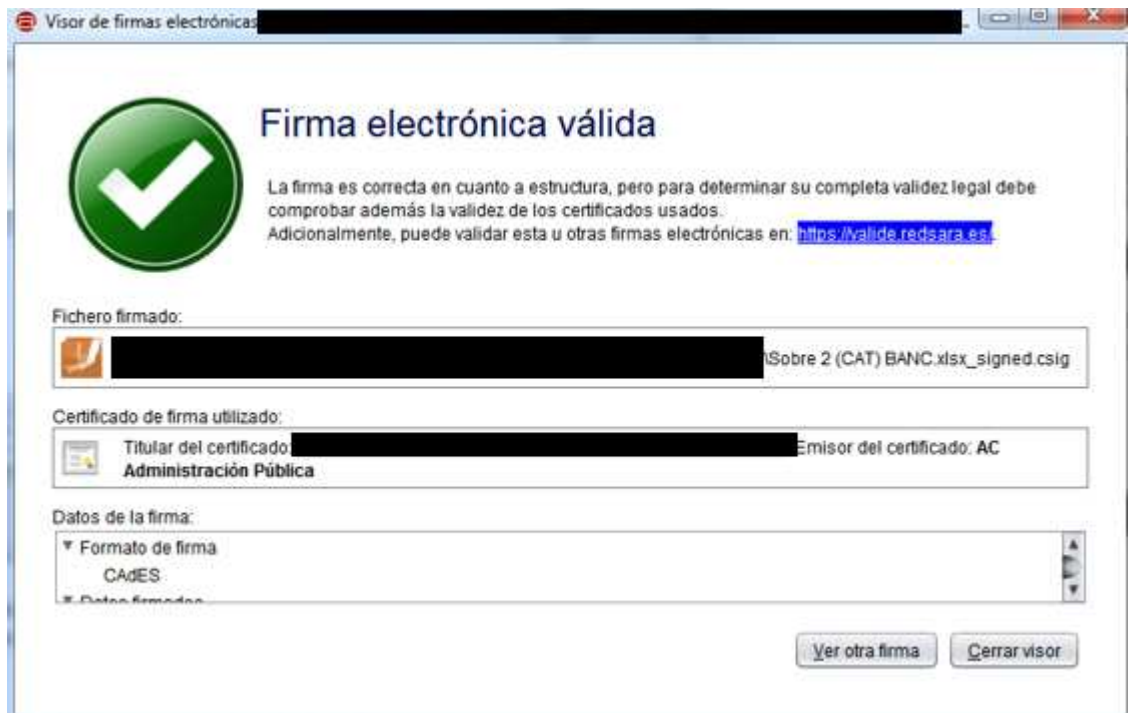 Visor de firmas electrónicas
Firma electrónica válida
La firma es correcta en cuanto a estructura, pero para determinar su completa validez legal debe
comprobar además la validez de los certificados usados.
Adicionalmente, puede validar esta u otras firmas electrónicas en: https://valide.redsara.es/.
Fichero firmado:
\Sobre 2 (CAT) BANC.xlsx_signed.csig
Certificado de firma utilizado:
Titular del certificado: Emisor del certificado: AC
Administración Pública
Datos de la firma:
Formato de firma
CAdES
Datos firmados
Ver otra firma Cerrar visor